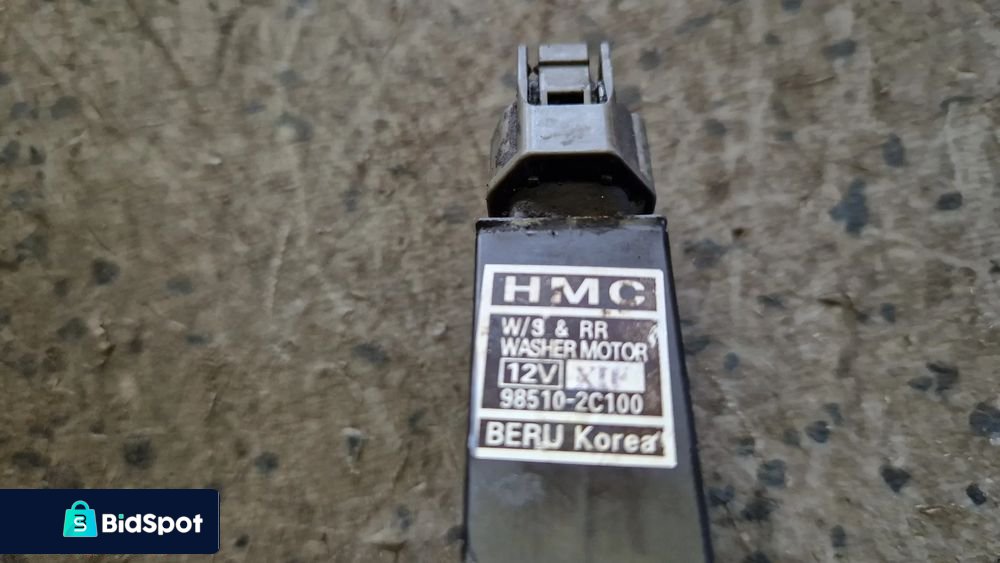 HMC
W/S & RR
WASHER MOTOR
12V
98510-2C100
BERU Korea
BidSpot